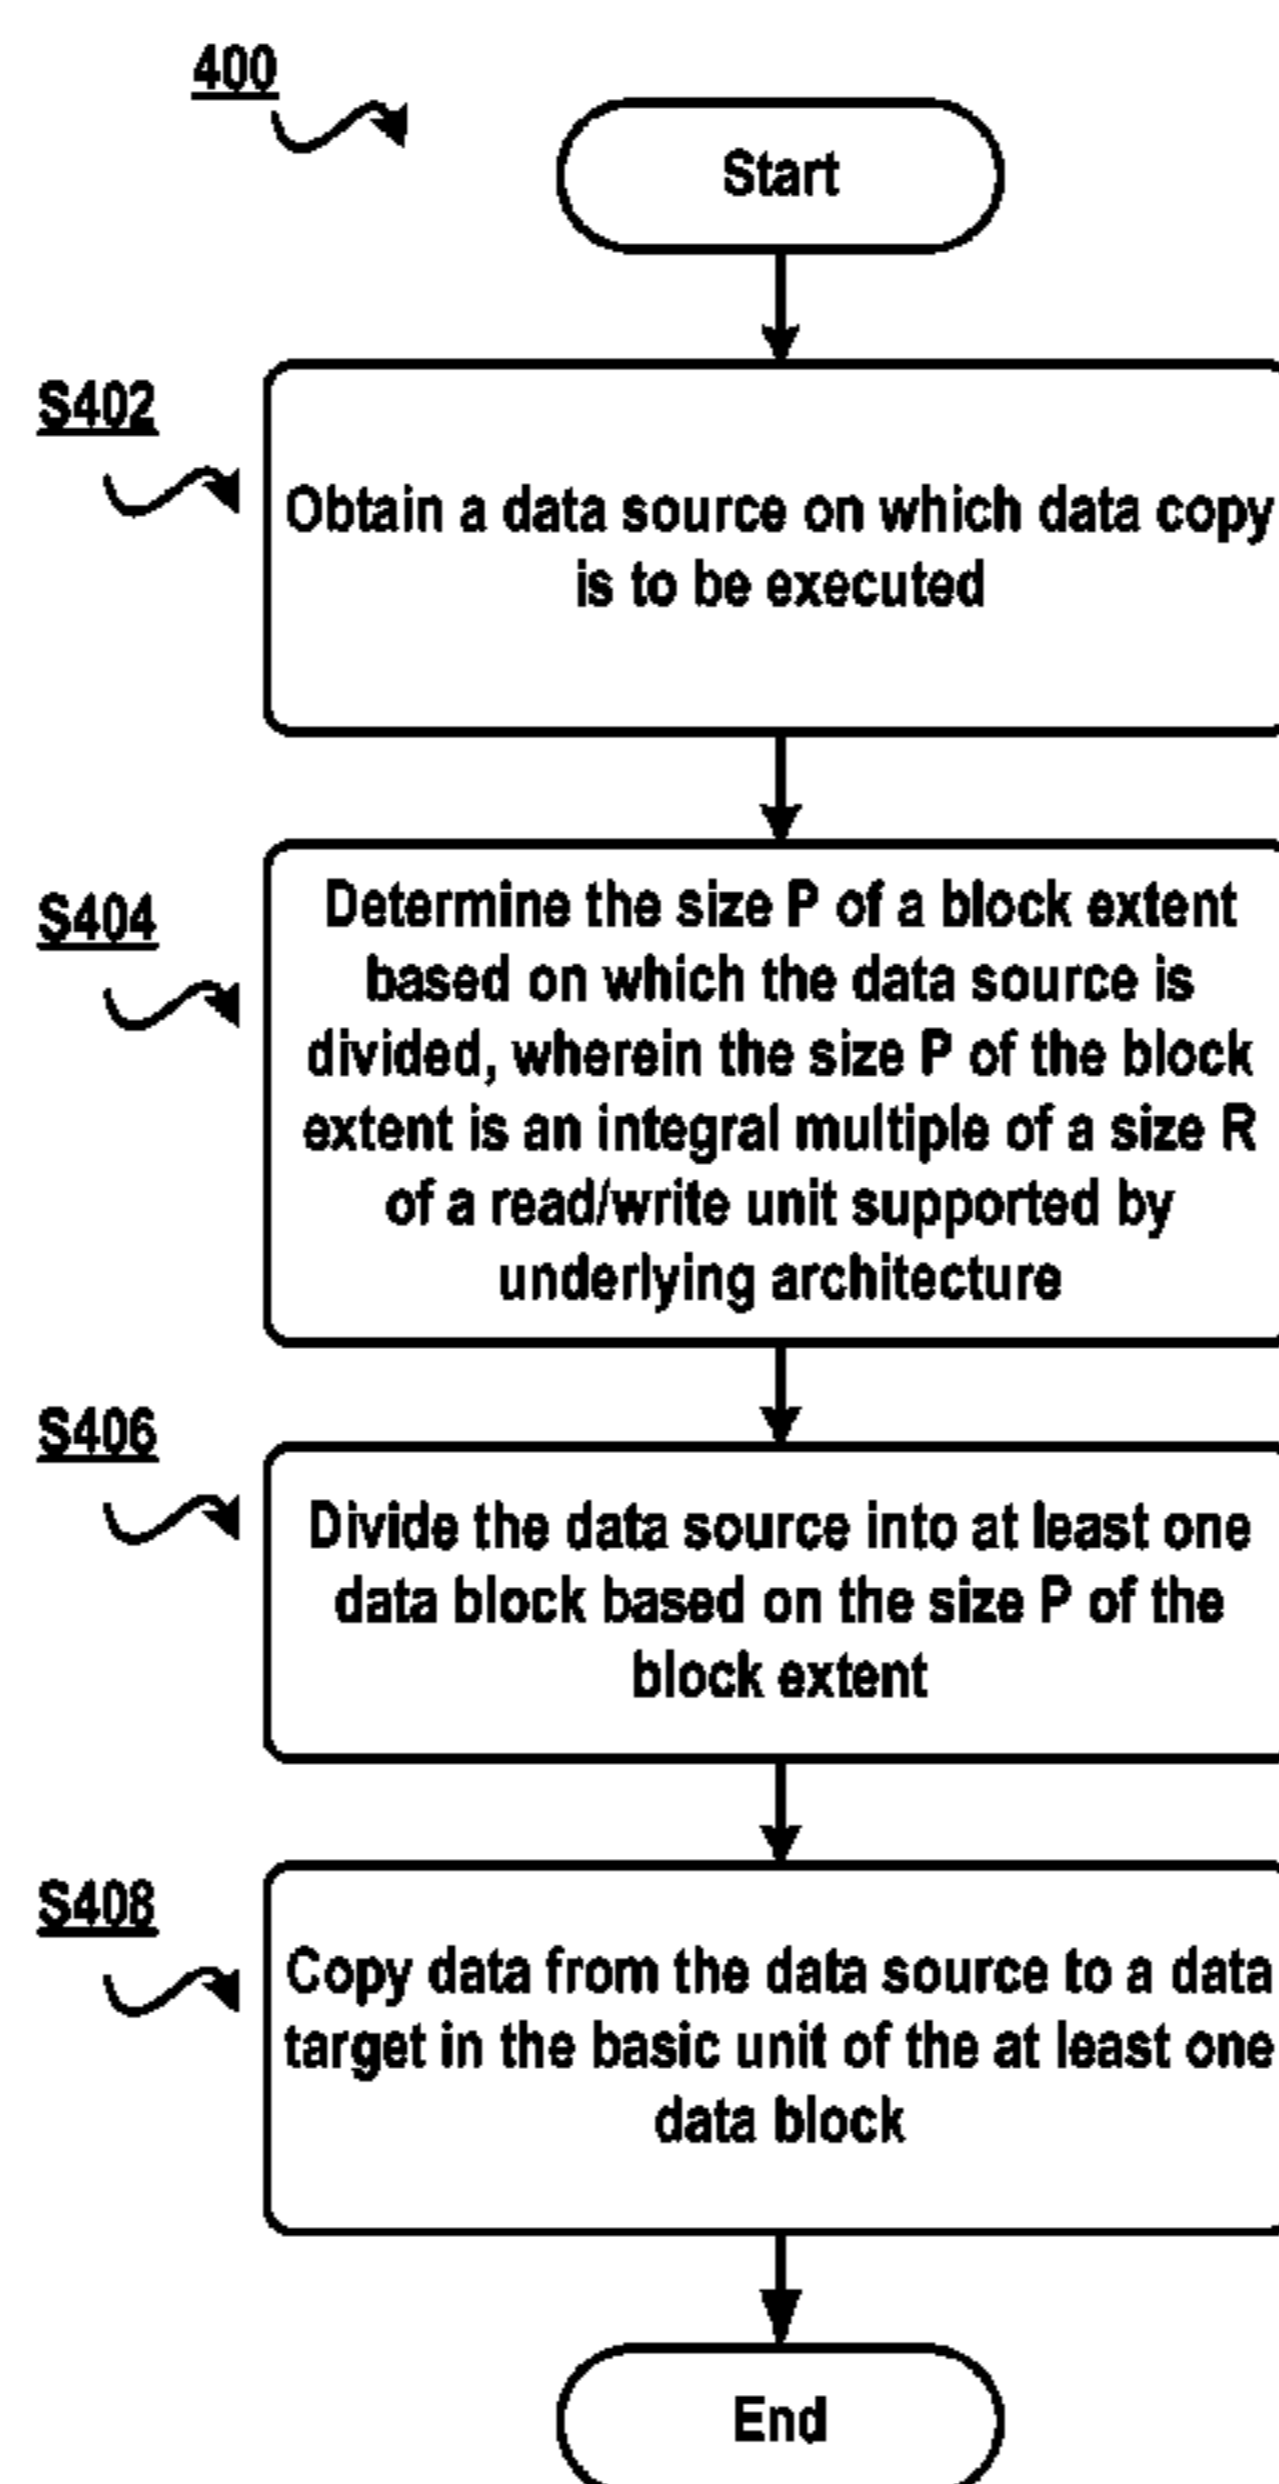 400
Start
S402
Obtain a data source on which data copy
is to be executed
S404
Determine the size P of a block extent
based on which the data source is
divided, wherein the size P of the block
extent is an integral multiple of a size R
of a read/write unit supported by
underlying architecture
S406
Divide the data source into at least one
data block based on the size P of the
block extent
S408
Copy data from the data source to a data
target in the basic unit of the at least one
data block
End